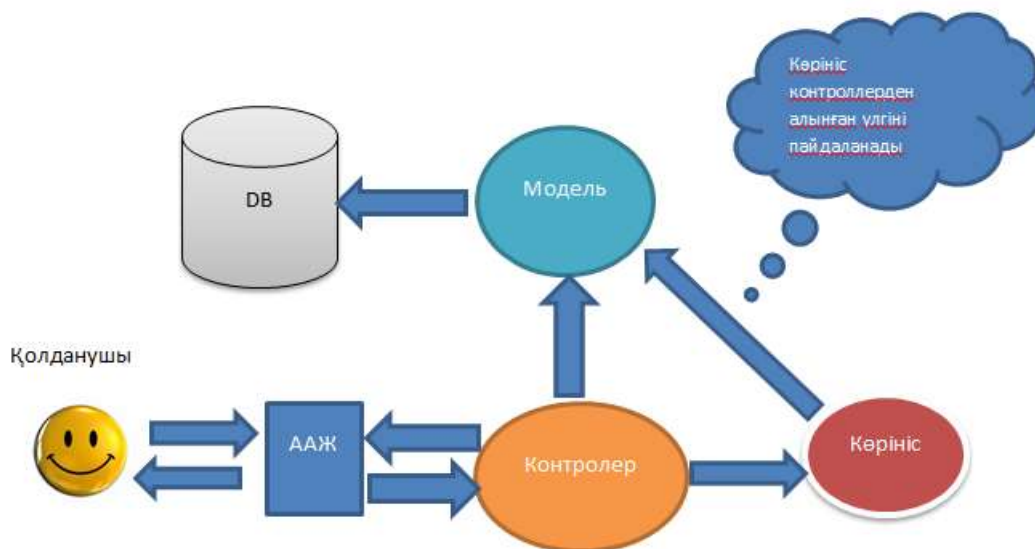 Көрініс
контроллерден
алынған үлгіні
пайдаланады
Модель
DB
Қолданушы
ААЖ
Контролер
Көрініс